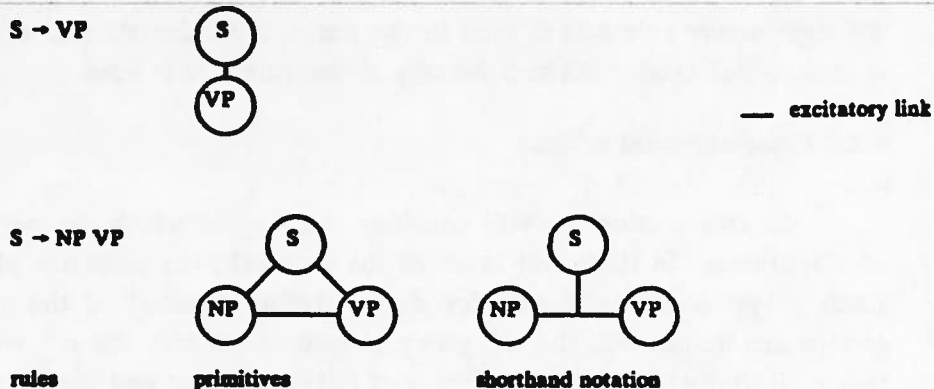 S → VP
S
VP
excitatory link
S → NP VP
S
NP
VP
S
NP
VP
rules
primitives
shorthand notation